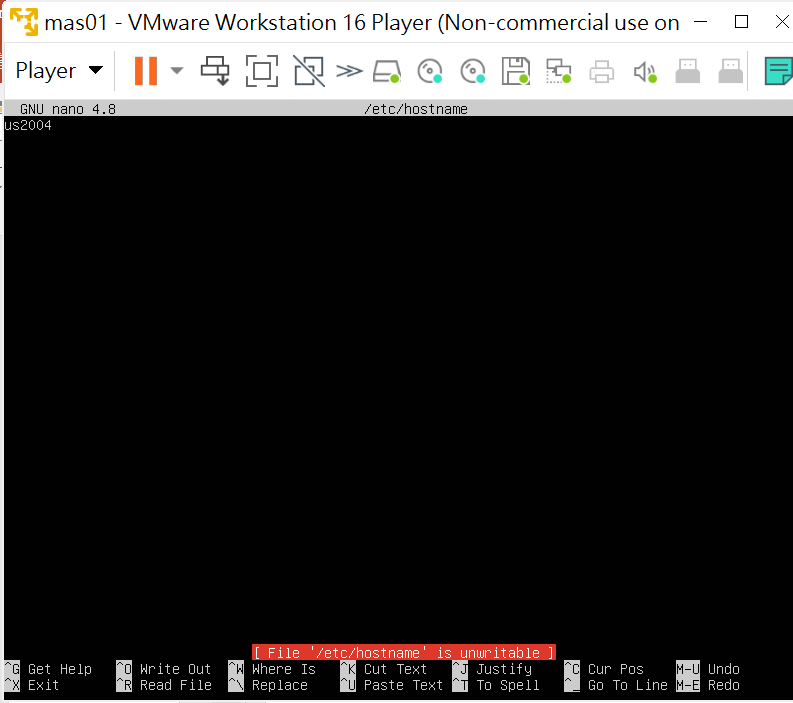 mas01 - VMware Workstation 16 Player (Non-commercial use on
Player
GNU nano 4.8 /etc/hostname
us2004
[ File '/etc/hostname' is unwritable ]
^G Get Help ^O Write Out ^W Where Is ^K Cut Text ^J Justify ^C Cur Pos M-U Undo
^X Exit ^R Read File ^\ Replace ^U Paste Text ^T To Spell ^_ Go To Line M-E Redo